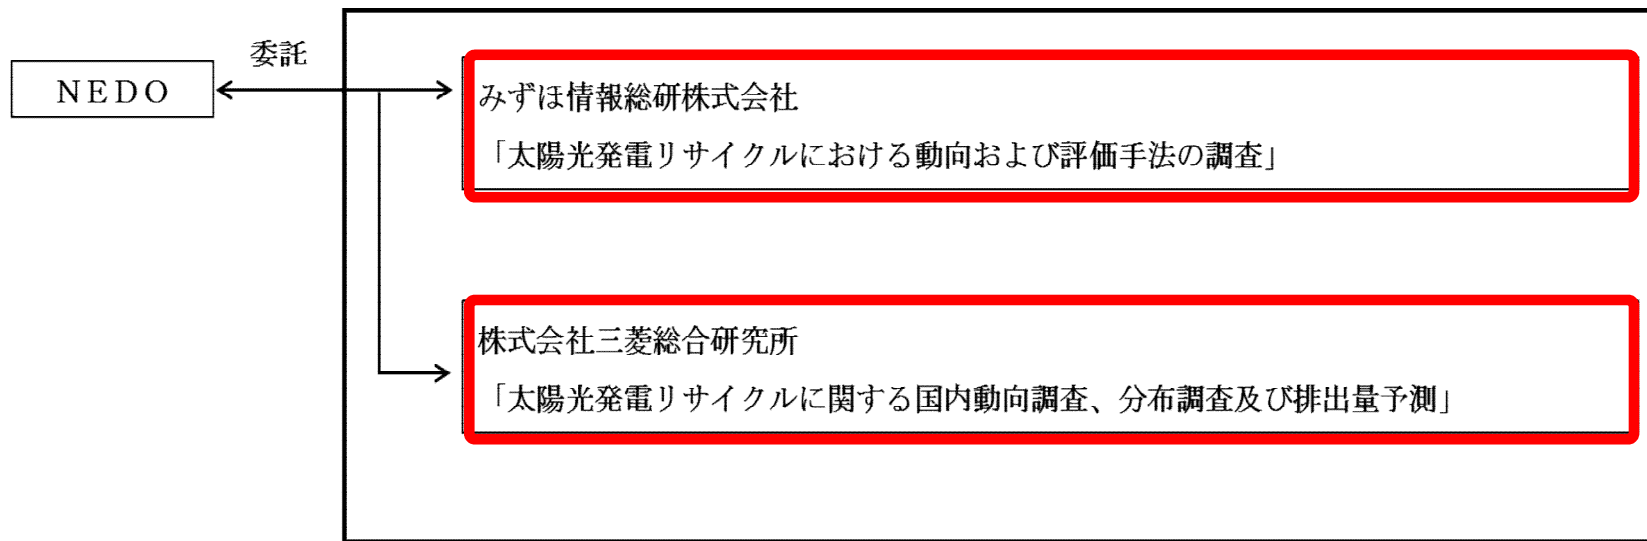 委託
NEDO
みずほ情報総研株式会社
「太陽光発電リサイクルにおける動向および評価手法の調査」
株式会社三菱総合研究所
「太陽光発電リサイクルに関する国内動向調査、分布調査及び排出量予測」